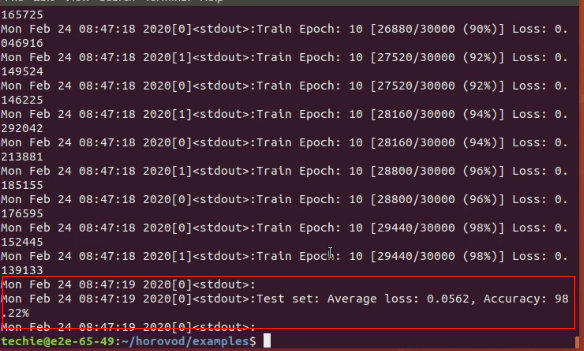 165725
Mon Feb 24 08:47:18 2020[0]<stdout>:Train Epoch: 10 [26880/30000 (90%)] Loss: 0.
046916
Mon Feb 24 08:47:18 2020[1]<stdout>:Train Epoch: 10 [27520/30000 (92%)] Loss: 0.
149524
Mon Feb 24 08:47:18 2020[0]<stdout>:Train Epoch: 10 [27520/30000 (92%)] Loss: 0.
146225
Mon Feb 24 08:47:18 2020[1]<stdout>:Train Epoch: 10 [28160/30000 (94%)] Loss: 0.
292042
Mon Feb 24 08:47:18 2020[0]<stdout>:Train Epoch: 10 [28160/30000 (94%)] Loss: 0.
213881
Mon Feb 24 08:47:18 2020[1]<stdout>:Train Epoch: 10 [28800/30000 (96%)] Loss: 0.
185155
Mon Feb 24 08:47:18 2020[0]<stdout>:Train Epoch: 10 [28800/30000 (96%)] Loss: 0.
176595
Mon Feb 24 08:47:18 2020[0]<stdout>:Train Epoch: 10 [29440/30000 (98%)] Loss: 0.
152445
Mon Feb 24 08:47:18 2020[1]<stdout>:Train Epoch: 10 [29440/30000 (98%)] Loss: 0.
139133
Mon Feb 24 08:47:19 2020[0]<stdout>:
Mon Feb 24 08:47:19 2020[0]<stdout>:Test set: Average loss: 0.0562, Accuracy: 98
.22%
Mon Feb 24 08:47:19 2020[0]<stdout>:
techie@e2e-65-49:~/horovod/examples$